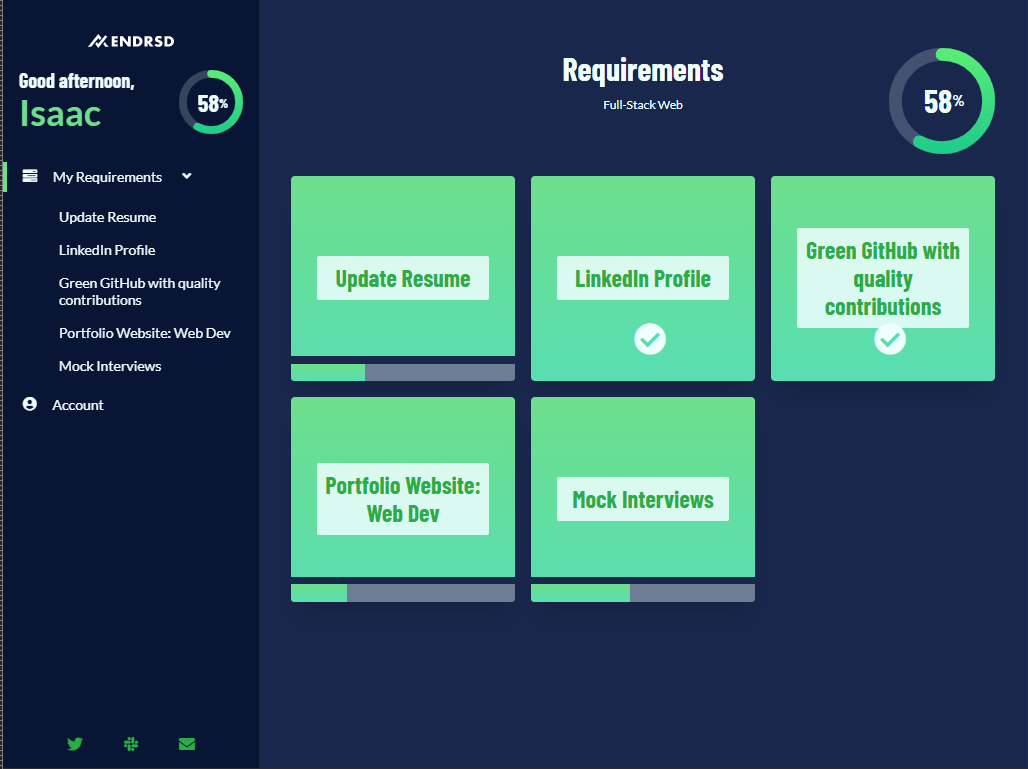 ENDRSD
Good afternoon,
Isaac
58%
My Requirements
Update Resume
LinkedIn Profile
Green GitHub with quality
contributions
Portfolio Website: Web Dev
Mock Interviews
Account
Requirements
Full-Stack Web
58%
Update Resume
LinkedIn Profile
Green GitHub with
quality
contributions
Portfolio Website:
Web Dev
Mock Interviews